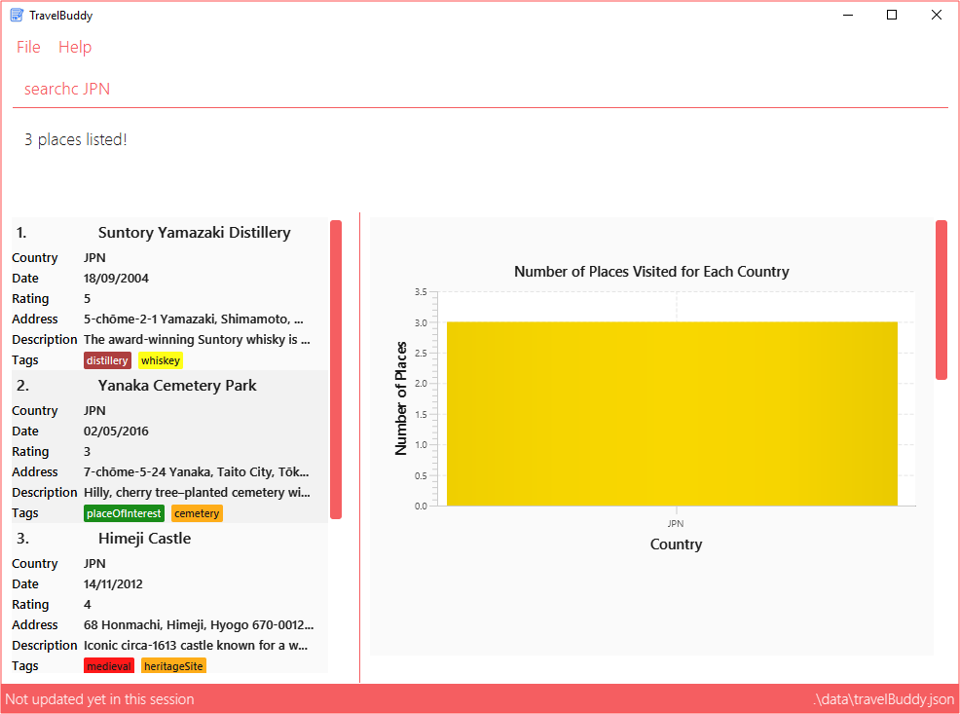 TravelBuddy
File Help
searchc JPN
3 places listed!
1. Suntory Yamazaki Distillery
Country JPN
Date 18/09/2004
Rating 5
Address 5-chōme-2-1 Yamazaki, Shimamoto, ...
Description The award-winning Suntory whisky is ...
Tags distillery whiskey
2. Yanaka Cemetery Park
Country JPN
Date 02/05/2016
Rating 3
Address 7-chōme-5-24 Yanaka, Taito City, Tōk...
Description Hilly, cherry tree–planted cemetery wi...
Tags placeOfInterest cemetery
3. Himeji Castle
Country JPN
Date 14/11/2012
Rating 4
Address 68 Honmachi, Himeji, Hyogo 670-0012...
Description Iconic circa-1613 castle known for a w...
Tags medieval heritageSite
Number of Places Visited for Each Country
Number of Places
3.5
3.0
2.5
2.0
1.5
1.0
0.5
0.0
JPN
Country
Not updated yet in this session
.\data\travelBuddy.json